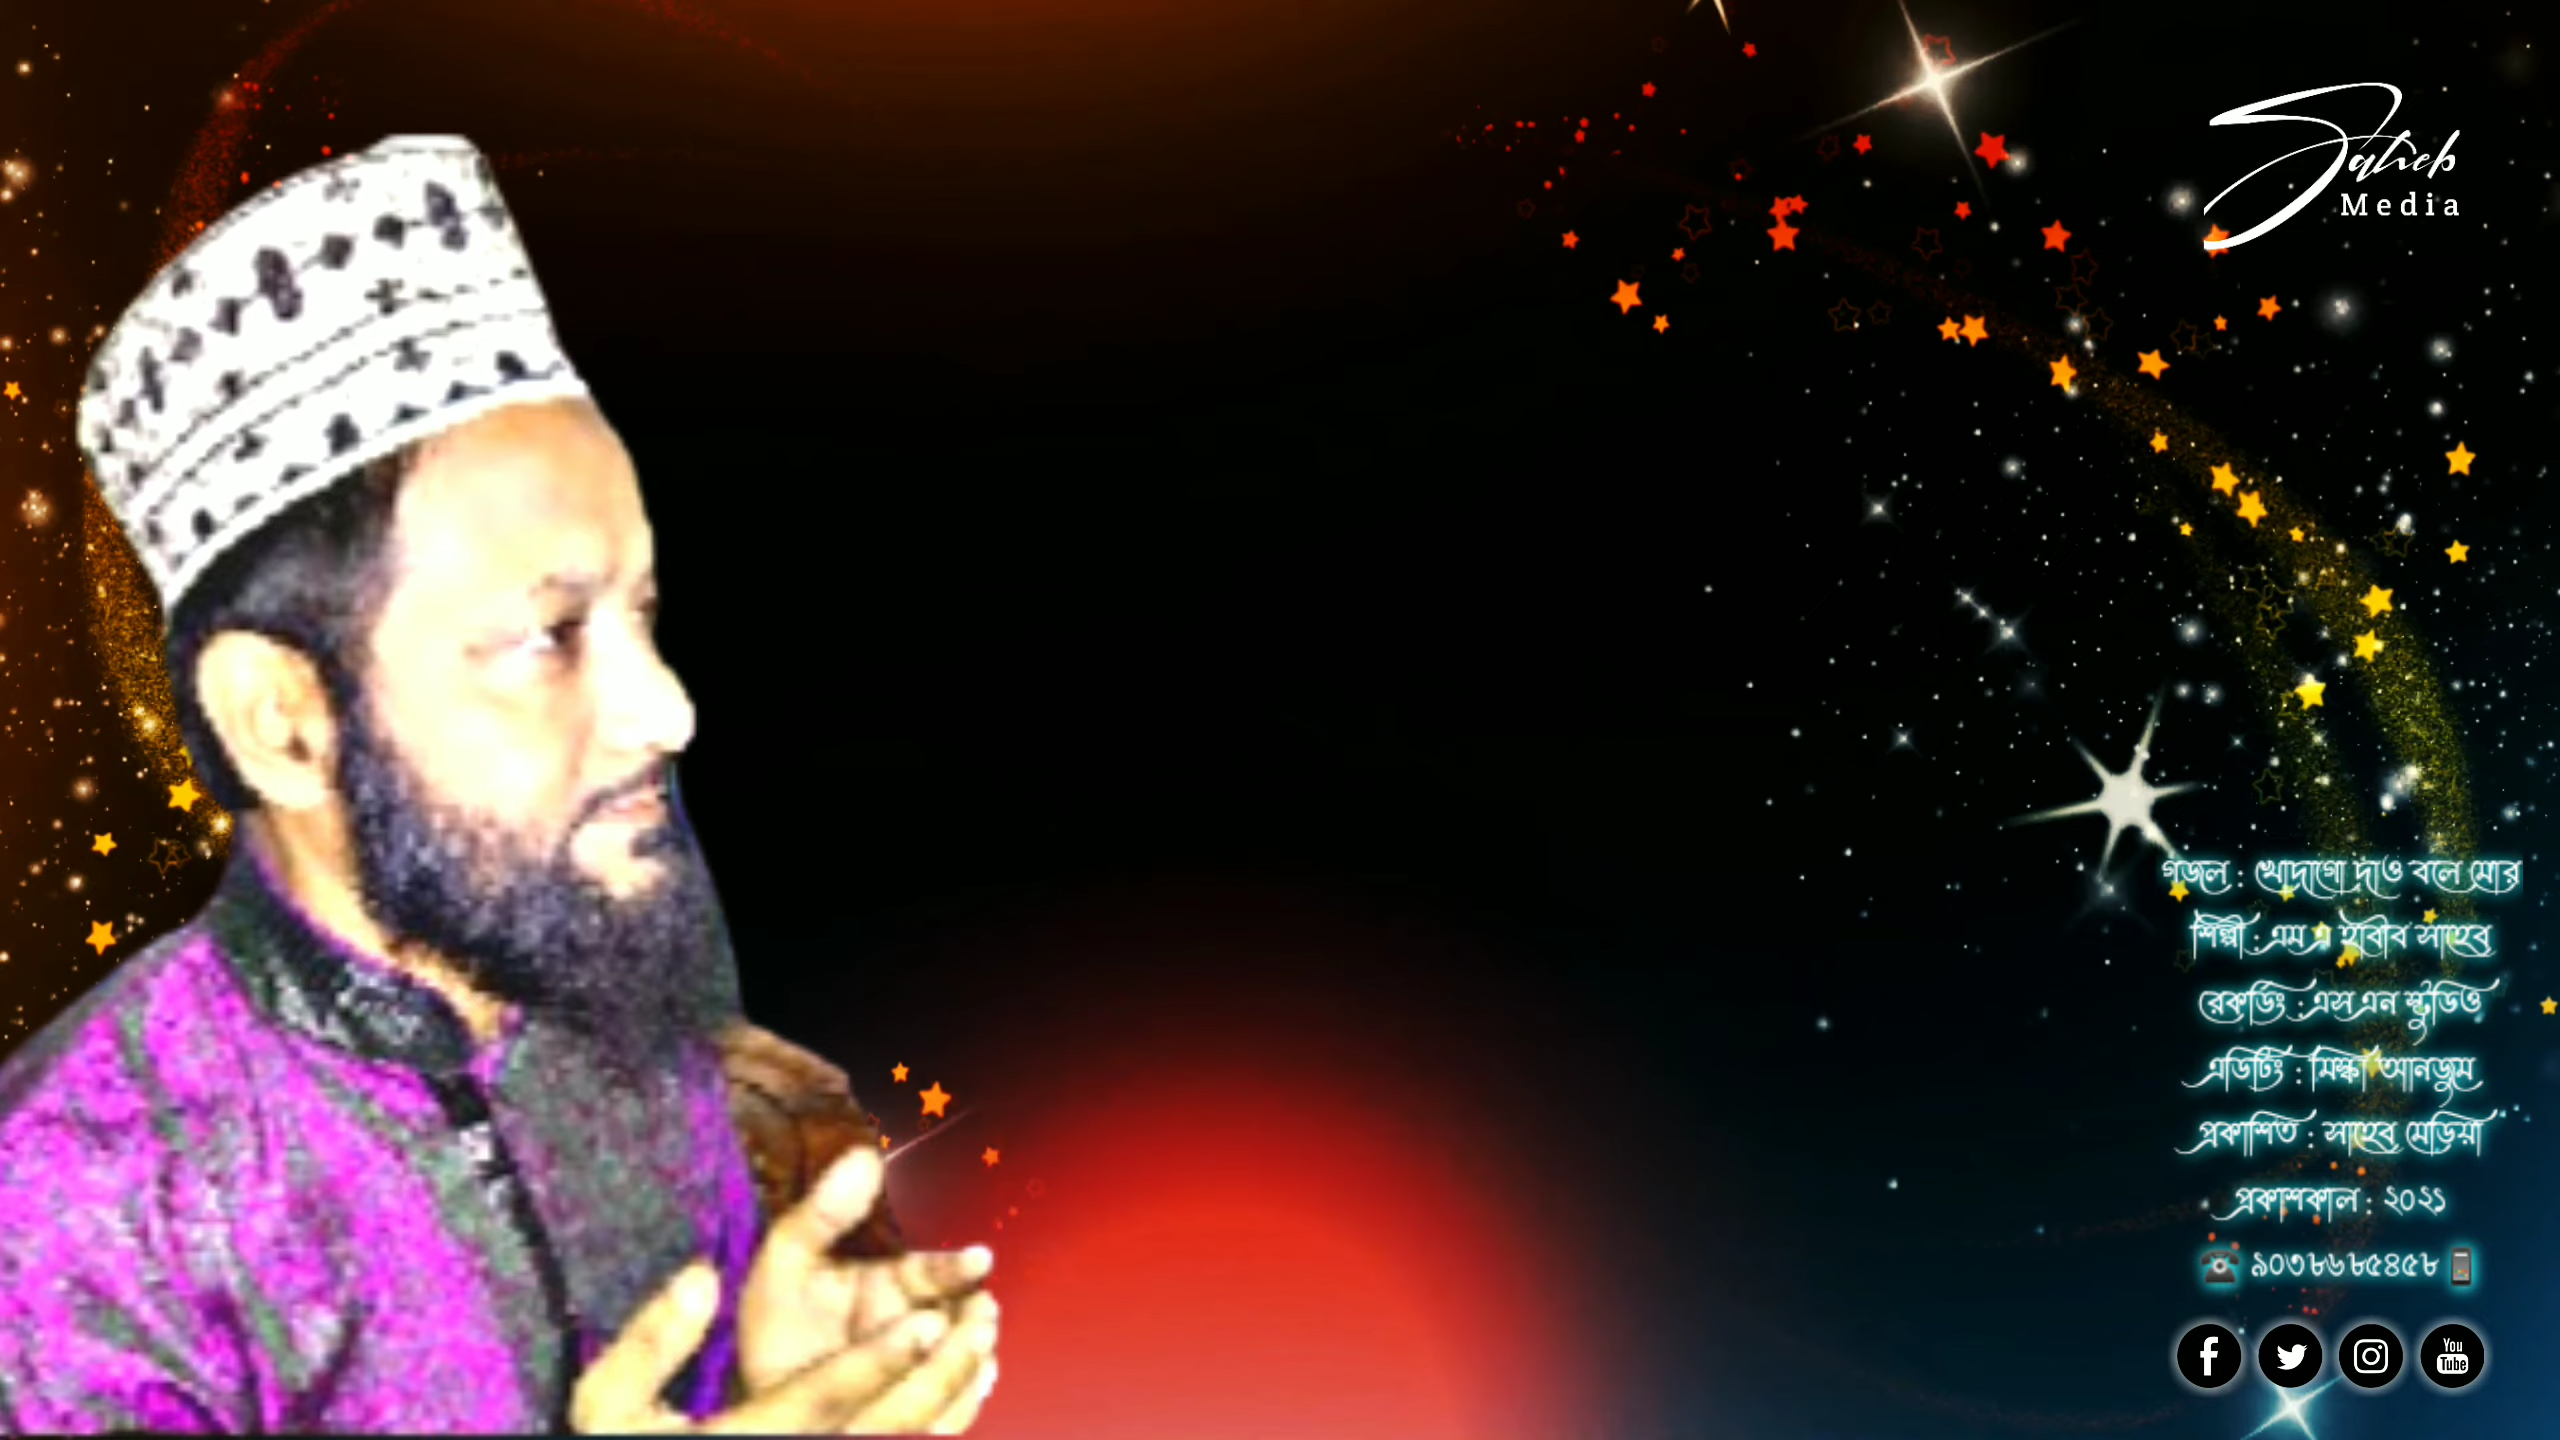 Saheb
Media
গজল : খোদাগো দাও বলে মোর
শিল্পী : এম এ হাবীব সাহেব
রেকর্ডিং : এস এন স্টুডিও
এডিটিং : মিস্কা আনজুম
প্রকাশিত : সাহেব মেডিয়া
প্রকাশকাল : ২০২১
৯০৩৮৬৮৫৪৫৮
You
Tube